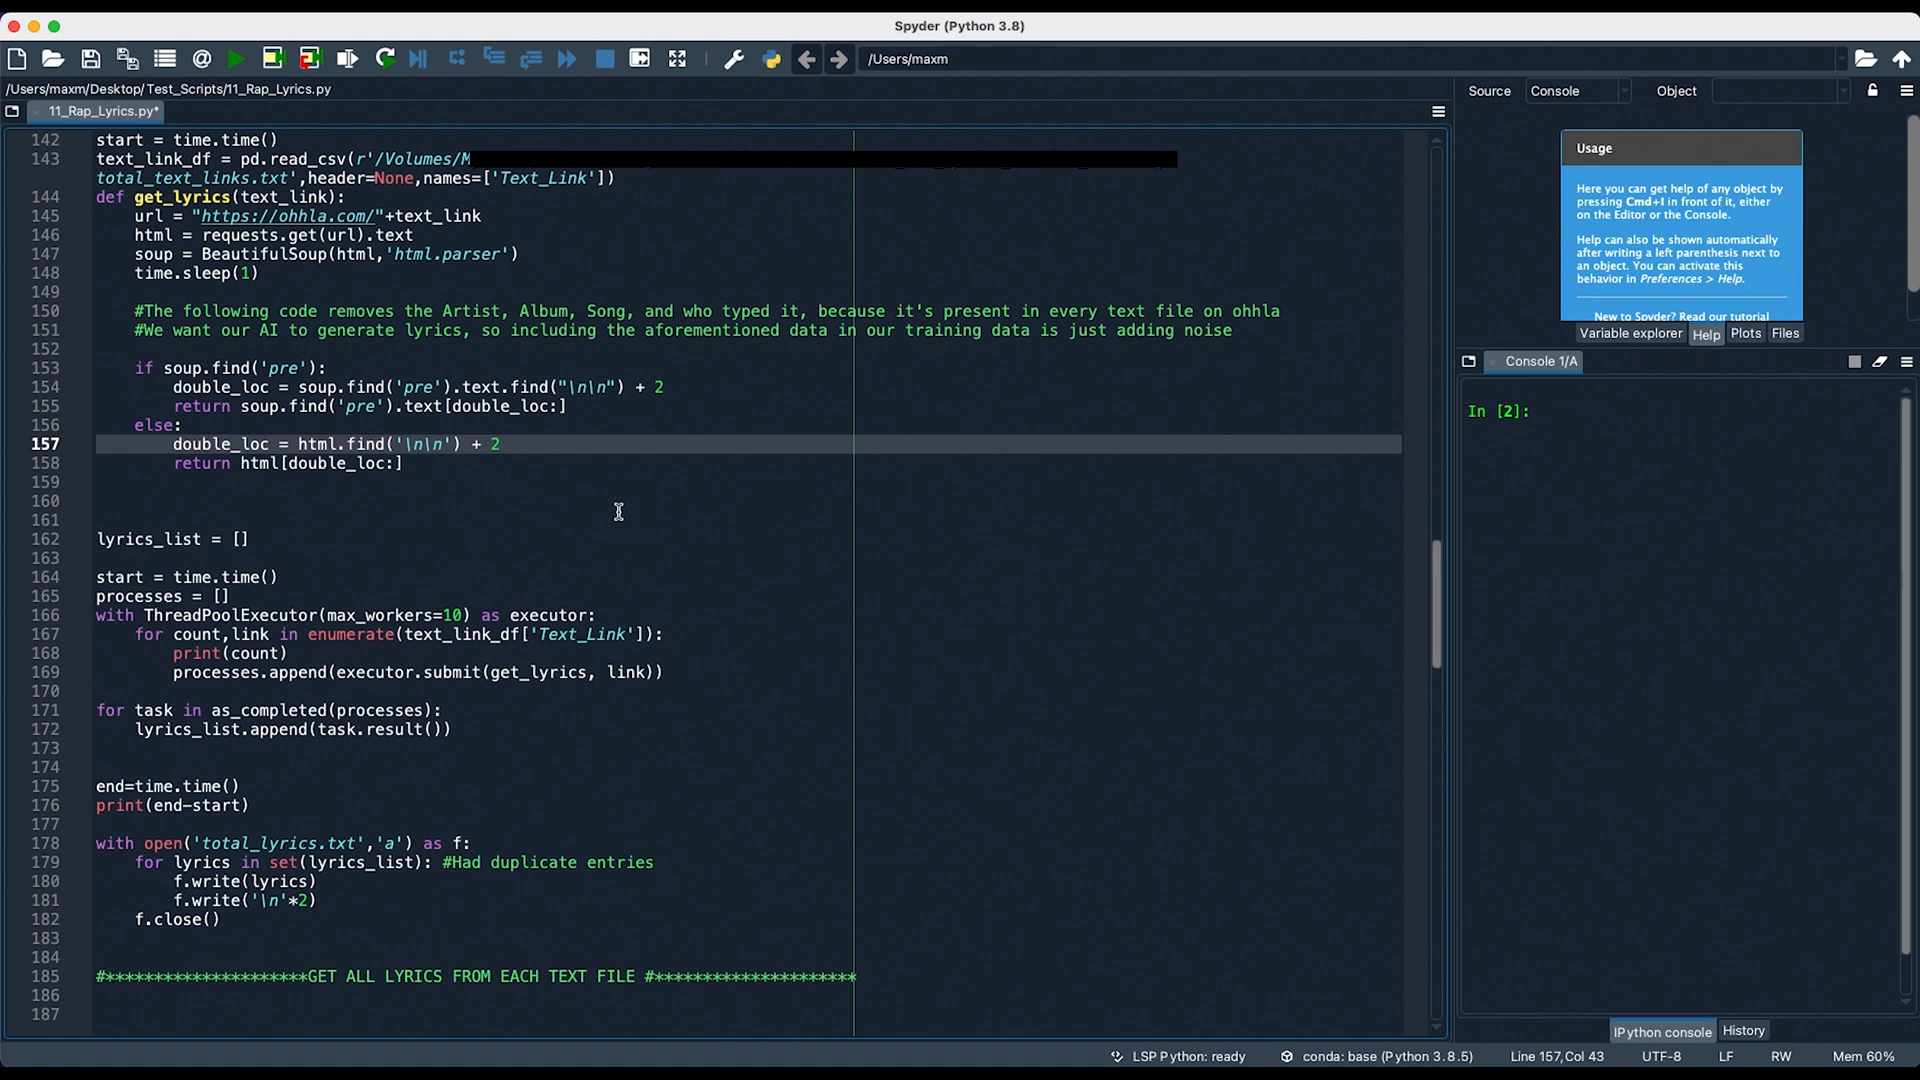 Spyder (Python 3.8)
/Users/maxm
/Users/maxm/Desktop/Test_Scripts/11_Rap_Lyrics.py
Source Console Object
11_Rap_Lyrics.py*
142 start = time.time()
143 text_link_df = pd.read_csv(r'/Volumes/M
total_text_links.txt',header=None,names=['Text_Link'])
144 def get_lyrics(text_link):
145     url = "https://ohhla.com/"+text_link
146     html = requests.get(url).text
147     soup = BeautifulSoup(html,'html.parser')
148     time.sleep(1)
149
150     #The following code removes the Artist, Album, Song, and who typed it, because it's present in every text file on ohhla
151     #We want our AI to generate lyrics, so including the aforementioned data in our training data is just adding noise
152
153     if soup.find('pre'):
154         double_loc = soup.find('pre').text.find("\n\n") + 2
155         return soup.find('pre').text[double_loc:]
156     else:
157         double_loc = html.find('\n\n') + 2
158         return html[double_loc:]
159
160
161
162 lyrics_list = []
163
164 start = time.time()
165 processes = []
166 with ThreadPoolExecutor(max_workers=10) as executor:
167     for count,link in enumerate(text_link_df['Text_Link']):
168         print(count)
169         processes.append(executor.submit(get_lyrics, link))
170
171 for task in as_completed(processes):
172     lyrics_list.append(task.result())
173
174
175 end=time.time()
176 print(end-start)
177
178 with open('total_lyrics.txt','a') as f:
179     for lyrics in set(lyrics_list): #Had duplicate entries
180         f.write(lyrics)
181         f.write('\n'*2)
182     f.close()
183
184
185 #*********************GET ALL LYRICS FROM EACH TEXT FILE #*********************
186
187
Usage
Here you can get help of any object by
pressing Cmd+I in front of it, either
on the Editor or the Console.
Help can also be shown automatically
after writing a left parenthesis next to
an object. You can activate this
behavior in Preferences > Help.
New to Spyder? Read our tutorial
Variable explorer Help Plots Files
Console 1/A
In [2]:
IPython console History
LSP Python: ready conda: base (Python 3.8.5) Line 157, Col 43 UTF-8 LF RW Mem 60%